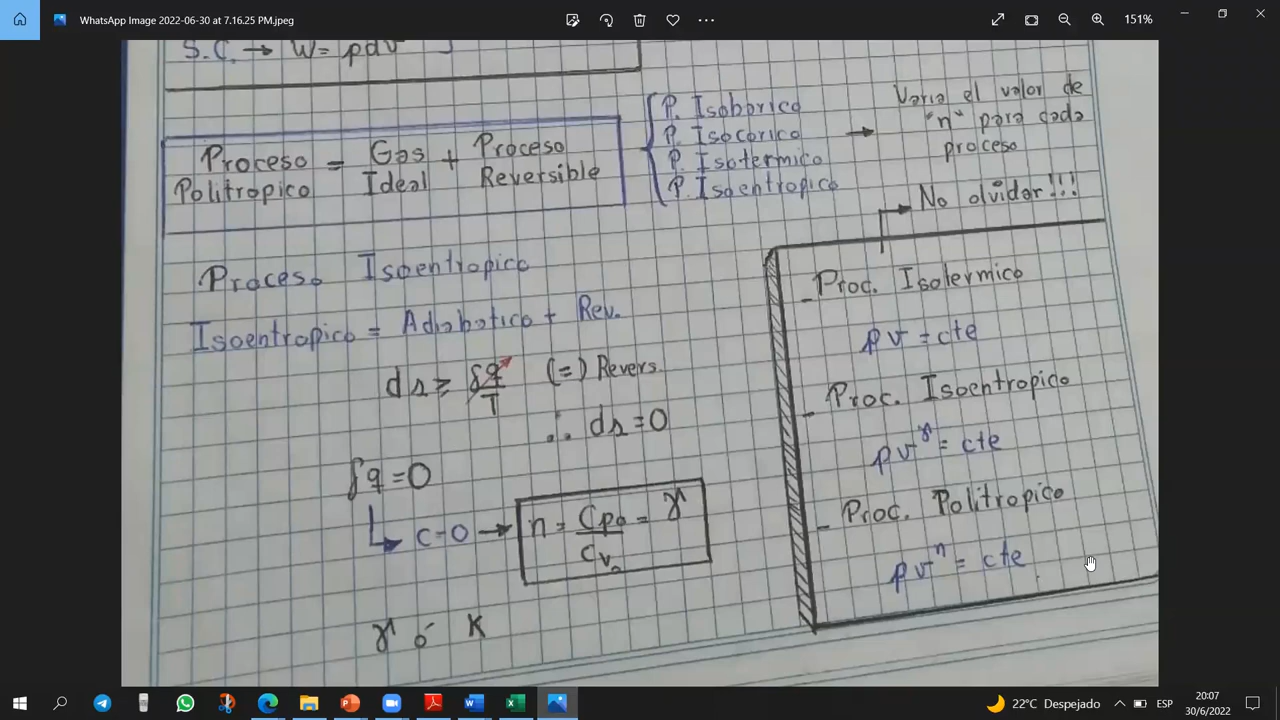 WhatsApp Image 2022-06-30 at 7.16.25 PM.jpeg
151%
S.C. → W = pdv
Proceso Politropico = Gas Ideal + Proceso Reversible
P. Isobarico
P. Isocorico
P. Isotermico
P. Isoentropico
→ Varia el valor de
"n" para cada
proceso
No olvidar!!!
Proceso Isoentropico
Isoentropico = Adiabatico + Rev.
ds ≥ δq/T (=) Revers.
∴ ds = 0
δq = 0
↳ c=0 → n = Cp₀/Cv₀ = γ
γ ó K
- Proc. Isotermico
pv = cte
- Proc. Isoentropico
pv^γ = cte
- Proc. Politropico
pv^n = cte
22°C Despejado
ESP
20:07
30/6/2022